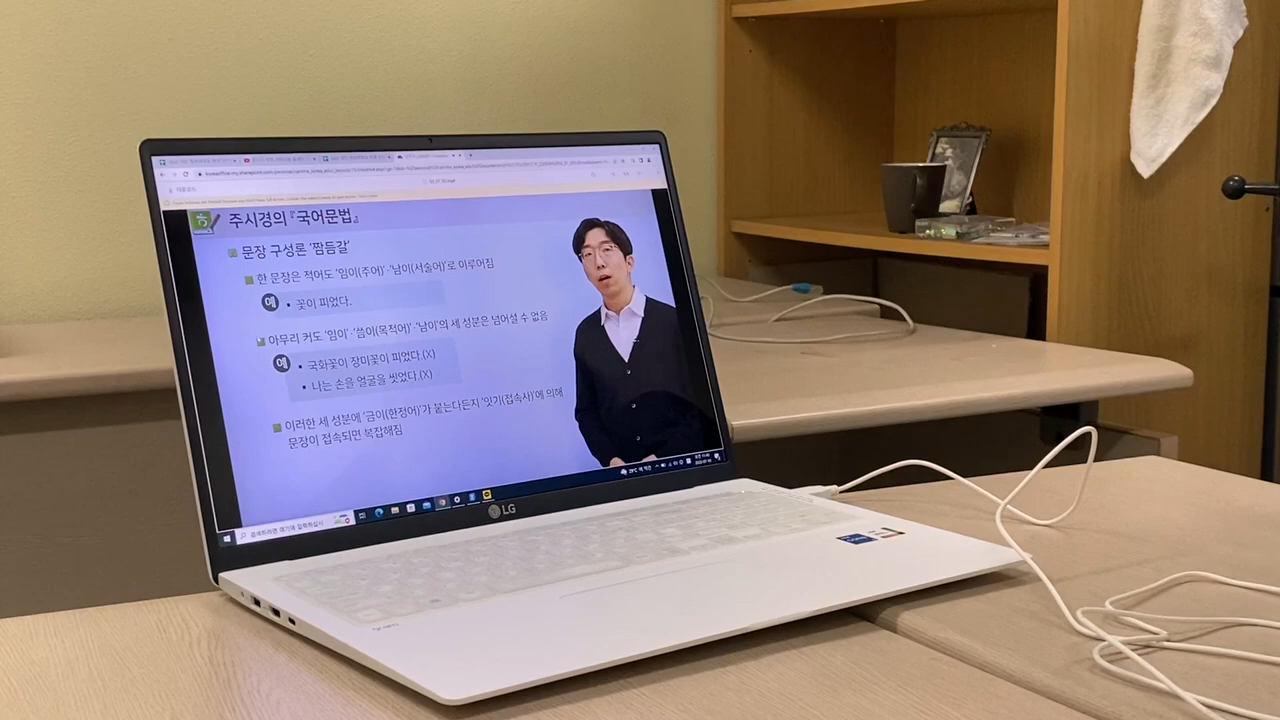 주시경의 『국어문법』
문장 구성론 '짬듬갈'
한 문장은 적어도 '임이(주어)'·'남이(서술어)'로 이루어짐
예
• 꽃이 피었다.
아무리 커도 '임이'·'씀이(목적어)'·'남이'의 세 성분은 넘어설 수 없음
예
• 국화꽃이 장미꽃이 피었다.(X)
• 나는 손을 얼굴을 씻었다.(X)
이러한 세 성분에 '금이(한정어)'가 붙는다든지 '잇기(접속사)'에 의해
문장이 접속되면 복잡해짐
LG